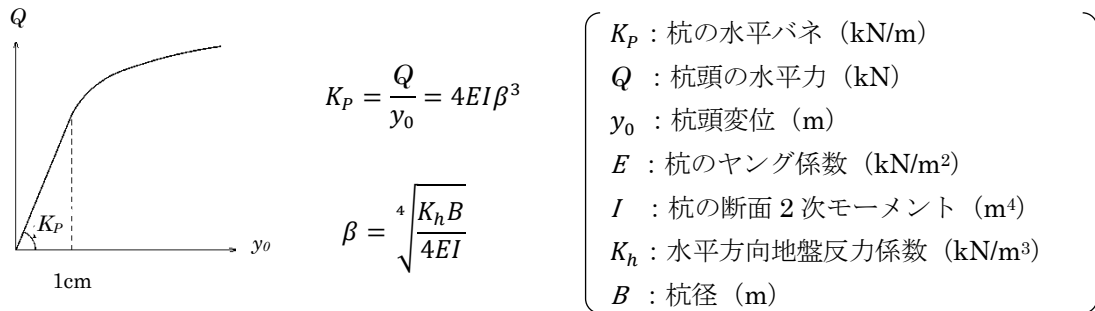 Q
K_P
y_0
1cm
K_P = Q/y_0 = 4EIβ³
β = ⁴√(K_h B/4EI)
K_P：杭の水平バネ（kN/m）
Q ：杭頭の水平力（kN）
y_0 ：杭頭変位（m）
E ：杭のヤング係数（kN/m²）
I ：杭の断面 2 次モーメント（m⁴）
K_h：水平方向地盤反力係数（kN/m³）
B ：杭径（m）